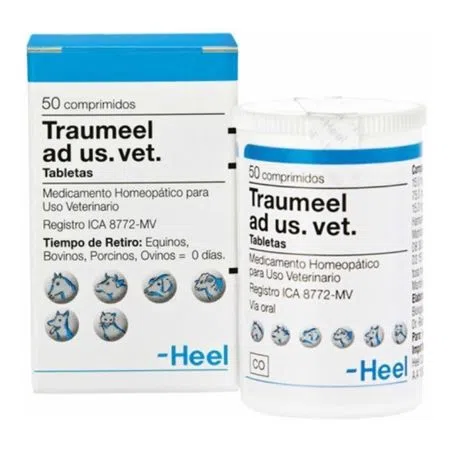 50 comprimidos
Traumeel
ad us. vet.
Tabletas
Medicamento Homeopático para
Uso Veterinario
Registro ICA 8772-MV
Tiempo de Retiro: Equinos,
Bovinos, Porcinos, Ovinos = 0 días.
-Heel
Heel
50 comprimidos
Traumeel
ad us. vet.
Tabletas
Medicamento Homeopático
para Uso Veterinario
Registro ICA 8772-MV
Vía oral
CO
-Heel